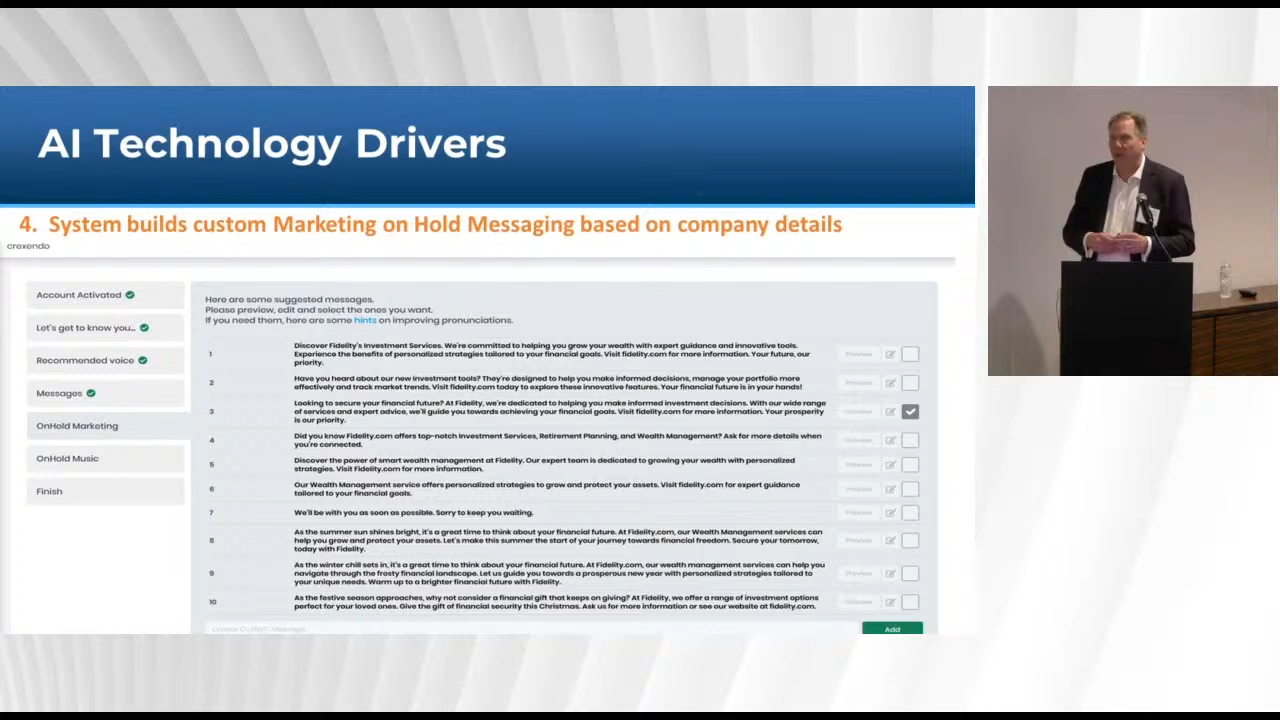 AI Technology Drivers
4. System builds custom Marketing on Hold Messaging based on company details
crexendo
Account Activated
Let's get to know you...
Recommended voice
Messages
OnHold Marketing
OnHold Music
Finish
Here are some suggested messages.
Please preview, edit and select the ones you want.
If you need them, here are some hints on improving pronunciations.
1
Discover Fidelity's Investment Services. We're committed to helping you grow your wealth with expert guidance and innovative tools.
Experience the benefits of personalized strategies tailored to your financial goals. Visit fidelity.com for more information. Your future, our
priority.
Preview
2
Have you heard about our new investment tools? They're designed to help you make informed decisions, manage your portfolio more
effectively and track market trends. Visit fidelity.com today to explore these innovative features. Your financial future is in your hands!
Preview
3
Looking to secure your financial future? At Fidelity, we're dedicated to helping you make informed investment decisions. With our wide range
of services and expert advice, we'll guide you towards achieving your financial goals. Visit fidelity.com for more information. Your prosperity
is our priority.
Preview
4
Did you know Fidelity.com offers top-notch Investment Services, Retirement Planning, and Wealth Management? Ask for more details when
you're connected.
Preview
5
Discover the power of smart wealth management at Fidelity. Our expert team is dedicated to growing your wealth with personalized
strategies. Visit Fidelity.com for more information.
Preview
6
Our Wealth Management service offers personalized strategies to grow and protect your assets. Visit fidelity.com for expert guidance
tailored to your financial goals.
Preview
7
We'll be with you as soon as possible. Sorry to keep you waiting.
Preview
8
As the summer sun shines bright, it's a great time to think about your financial future. At Fidelity.com, our Wealth Management services can
help you grow and protect your assets. Let's make this summer the start of your journey towards financial freedom. Secure your tomorrow,
today with Fidelity.
Preview
9
As the winter chill sets in, it's a great time to think about your financial future. At Fidelity.com, our wealth management services can help you
navigate through the frosty financial landscape. Let us guide you towards a prosperous new year with personalized strategies tailored to
your unique needs. Warm up to a brighter financial future with Fidelity.
Preview
10
As the festive season approaches, why not consider a financial gift that keeps on giving? At Fidelity, we offer a range of investment options
perfect for your loved ones. Give the gift of financial security this Christmas. Ask us for more information or see our website at fidelity.com.
Preview
Add